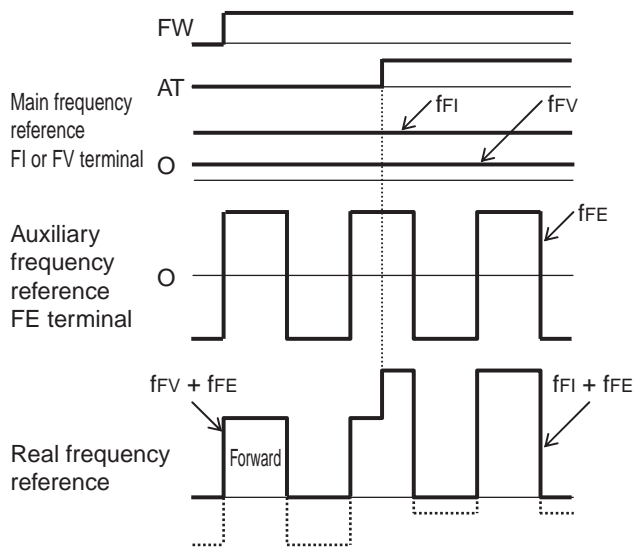 FW
AT
Main frequency
reference
FI or FV terminal
fFI
fFV
O
Auxiliary
frequency
reference
FE terminal
O
fFE
fFV + fFE
fFI + fFE
Real frequency
reference
Forward